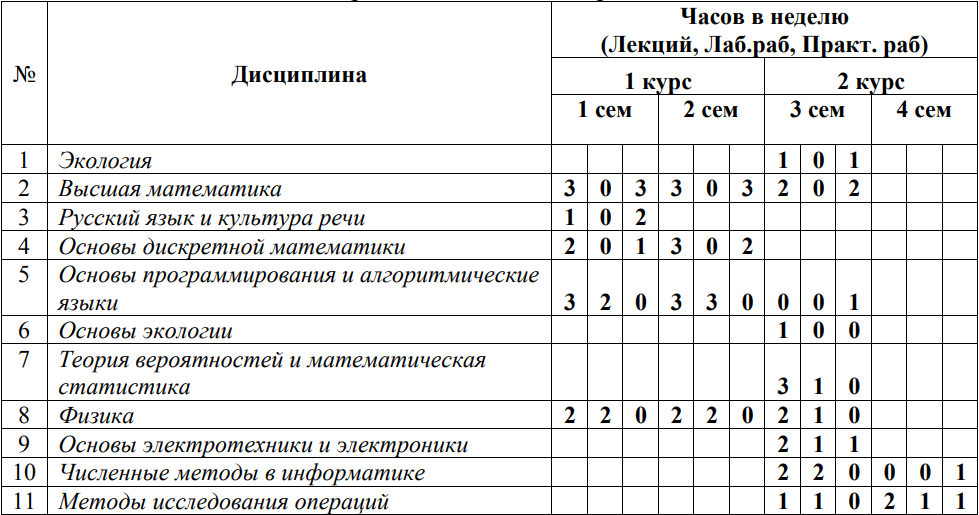 Часов в неделю
(Лекций, Лаб.раб, Практ. раб)
№ Дисциплина
1 курс 2 курс
1 сем 2 сем 3 сем 4 сем
1 Экология 1 0 1
2 Высшая математика 3 0 3 3 0 3 2 0 2
3 Русский язык и культура речи 1 0 2
4 Основы дискретной математики 2 0 1 3 0 2
5 Основы программирования и алгоритмические
языки 3 2 0 3 3 0 0 0 1
6 Основы экологии 1 0 0
7 Теория вероятностей и математическая
статистика 3 1 0
8 Физика 2 2 0 2 2 0 2 1 0
9 Основы электротехники и электроники 2 1 1
10 Численные методы в информатике 2 2 0 0 0 1
11 Методы исследования операций 1 1 0 2 1 1